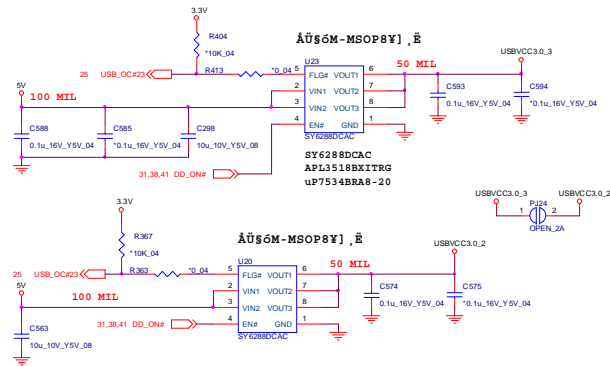 3.3V
R404
*10K_04
ÅÜ§óM-MSOP8¥] ¸Ë
25 USB_OC#23
R413
*0_04
U23
5 FLG# VOUT1 6
2 VIN1 VOUT2 7
3 VIN2 VOUT3 8
4 EN# GND 1
SY6288DCAC
50 MIL
USBVCC3.0_3
5V
100 MIL
C588
0.1u_16V_Y5V_04
C585
*0.1u_16V_Y5V_04
C298
10u_10V_Y5V_08
C593
0.1u_16V_Y5V_04
C594
*0.1u_16V_Y5V_04
31,38,41 DD_ON#
SY6288DCAC
APL3518BXITRG
uP7534BRA8-20
USBVCC3.0_3
USBVCC3.0_2
PJ24
1 2
OPEN_2A
3.3V
R367
*10K_04
ÅÜ§óM-MSOP8¥] ¸Ë
25 USB_OC#23
R363
*0_04
U20
5 FLG# VOUT1 6
2 VIN1 VOUT2 7
3 VIN2 VOUT3 8
4 EN# GND 1
SY6288DCAC
50 MIL
USBVCC3.0_2
5V
100 MIL
C563
10u_10V_Y5V_08
31,38,41 DD_ON#
C574
0.1u_16V_Y5V_04
C575
*0.1u_16V_Y5V_04